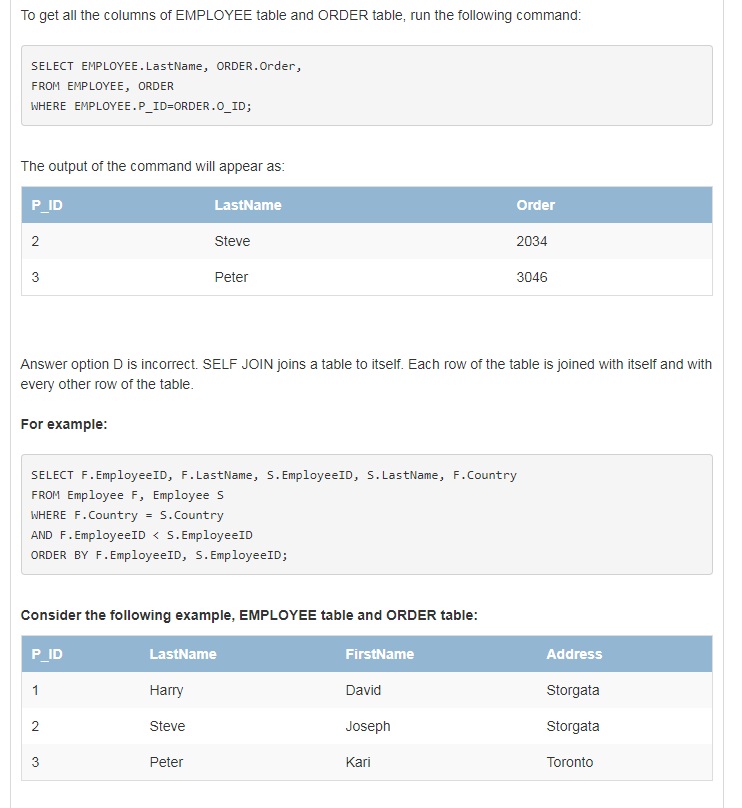 To get all the columns of EMPLOYEE table and ORDER table, run the following command:
SELECT EMPLOYEE.LastName, ORDER.Order,
FROM EMPLOYEE, ORDER
WHERE EMPLOYEE.P_ID=ORDER.O_ID;
The output of the command will appear as:
P_ID LastName Order
2 Steve 2034
3 Peter 3046
Answer option D is incorrect. SELF JOIN joins a table to itself. Each row of the table is joined with itself and with
every other row of the table.
For example:
SELECT F.EmployeeID, F.LastName, S.EmployeeID, S.LastName, F.Country
FROM Employee F, Employee S
WHERE F.Country = S.Country
AND F.EmployeeID < S.EmployeeID
ORDER BY F.EmployeeID, S.EmployeeID;
Consider the following example, EMPLOYEE table and ORDER table:
P_ID LastName FirstName Address
1 Harry David Storgata
2 Steve Joseph Storgata
3 Peter Kari Toronto